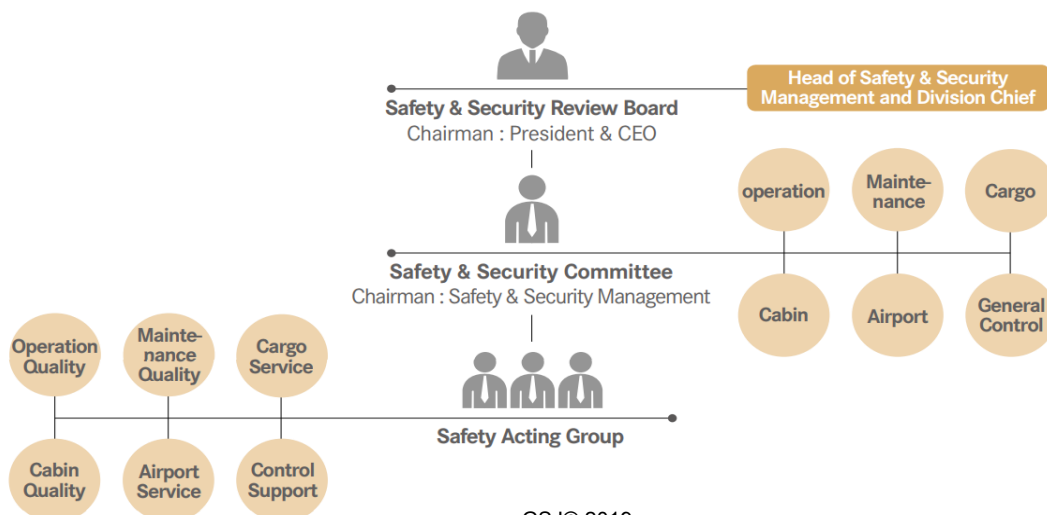 Head of Safety & Security
Management and Division Chief
Safety & Security Review Board
Chairman : President & CEO
operation
Mainte-
nance
Cargo
Safety & Security Committee
Chairman : Safety & Security Management
Cabin
Airport
General
Control
Operation
Quality
Mainte-
nance
Quality
Cargo
Service
Safety Acting Group
Cabin
Quality
Airport
Service
Control
Support